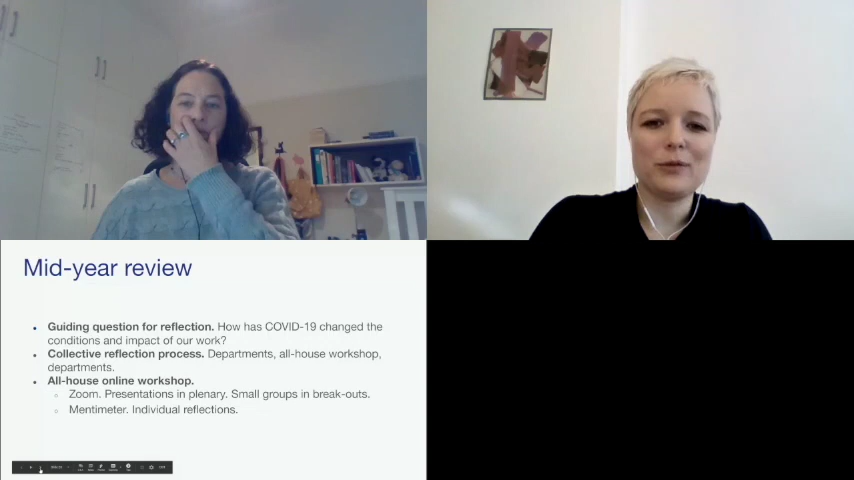 Mid-year review
• Guiding question for reflection. How has COVID-19 changed the
conditions and impact of our work?
• Collective reflection process. Departments, all-house workshop,
departments.
• All-house online workshop.
○ Zoom. Presentations in plenary. Small groups in break-outs.
○ Mentimeter. Individual reflections.